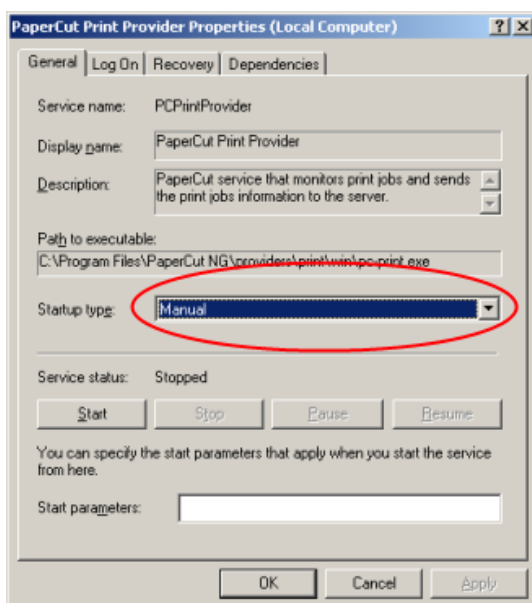 PaperCut Print Provider Properties (Local Computer)
General Log On Recovery Dependencies
Service name: PCPrintProvider
Display name: PaperCut Print Provider
Description: PaperCut service that monitors print jobs and sends
the print jobs information to the server.
Path to executable:
C:\Program Files\PaperCut NG\providers\print\win\pc-print.exe
Startup type: Manual
Service status: Stopped
Start Stop Pause Resume
You can specify the start parameters that apply when you start the service
from here.
Start parameters:
OK Cancel Apply